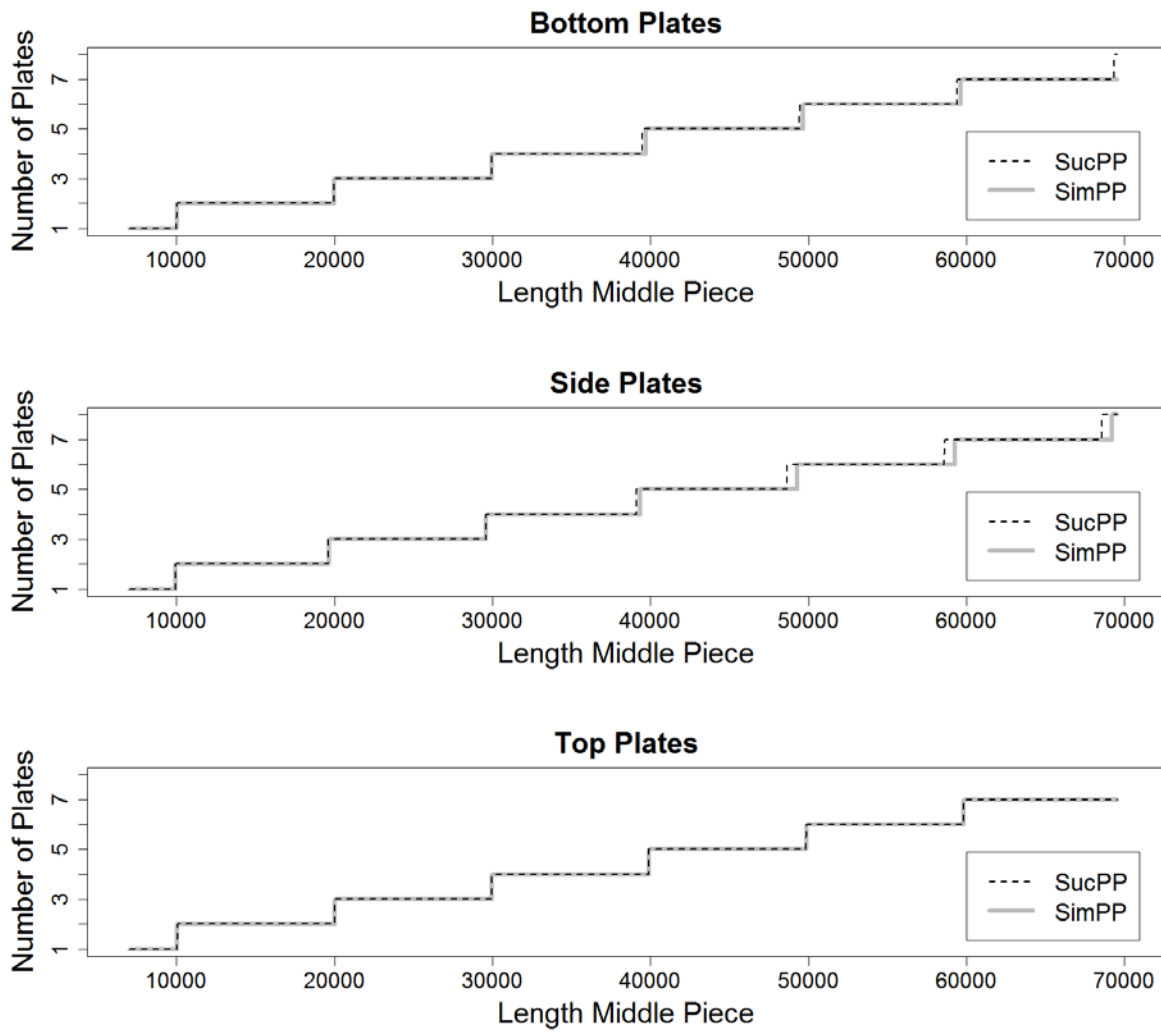 Bottom Plates
Number of Plates
7
5
3
1
SucPP
SimPP
10000 20000 30000 40000 50000 60000 70000
Length Middle Piece
Side Plates
Number of Plates
7
5
3
1
SucPP
SimPP
10000 20000 30000 40000 50000 60000 70000
Length Middle Piece
Top Plates
Number of Plates
7
5
3
1
SucPP
SimPP
10000 20000 30000 40000 50000 60000 70000
Length Middle Piece